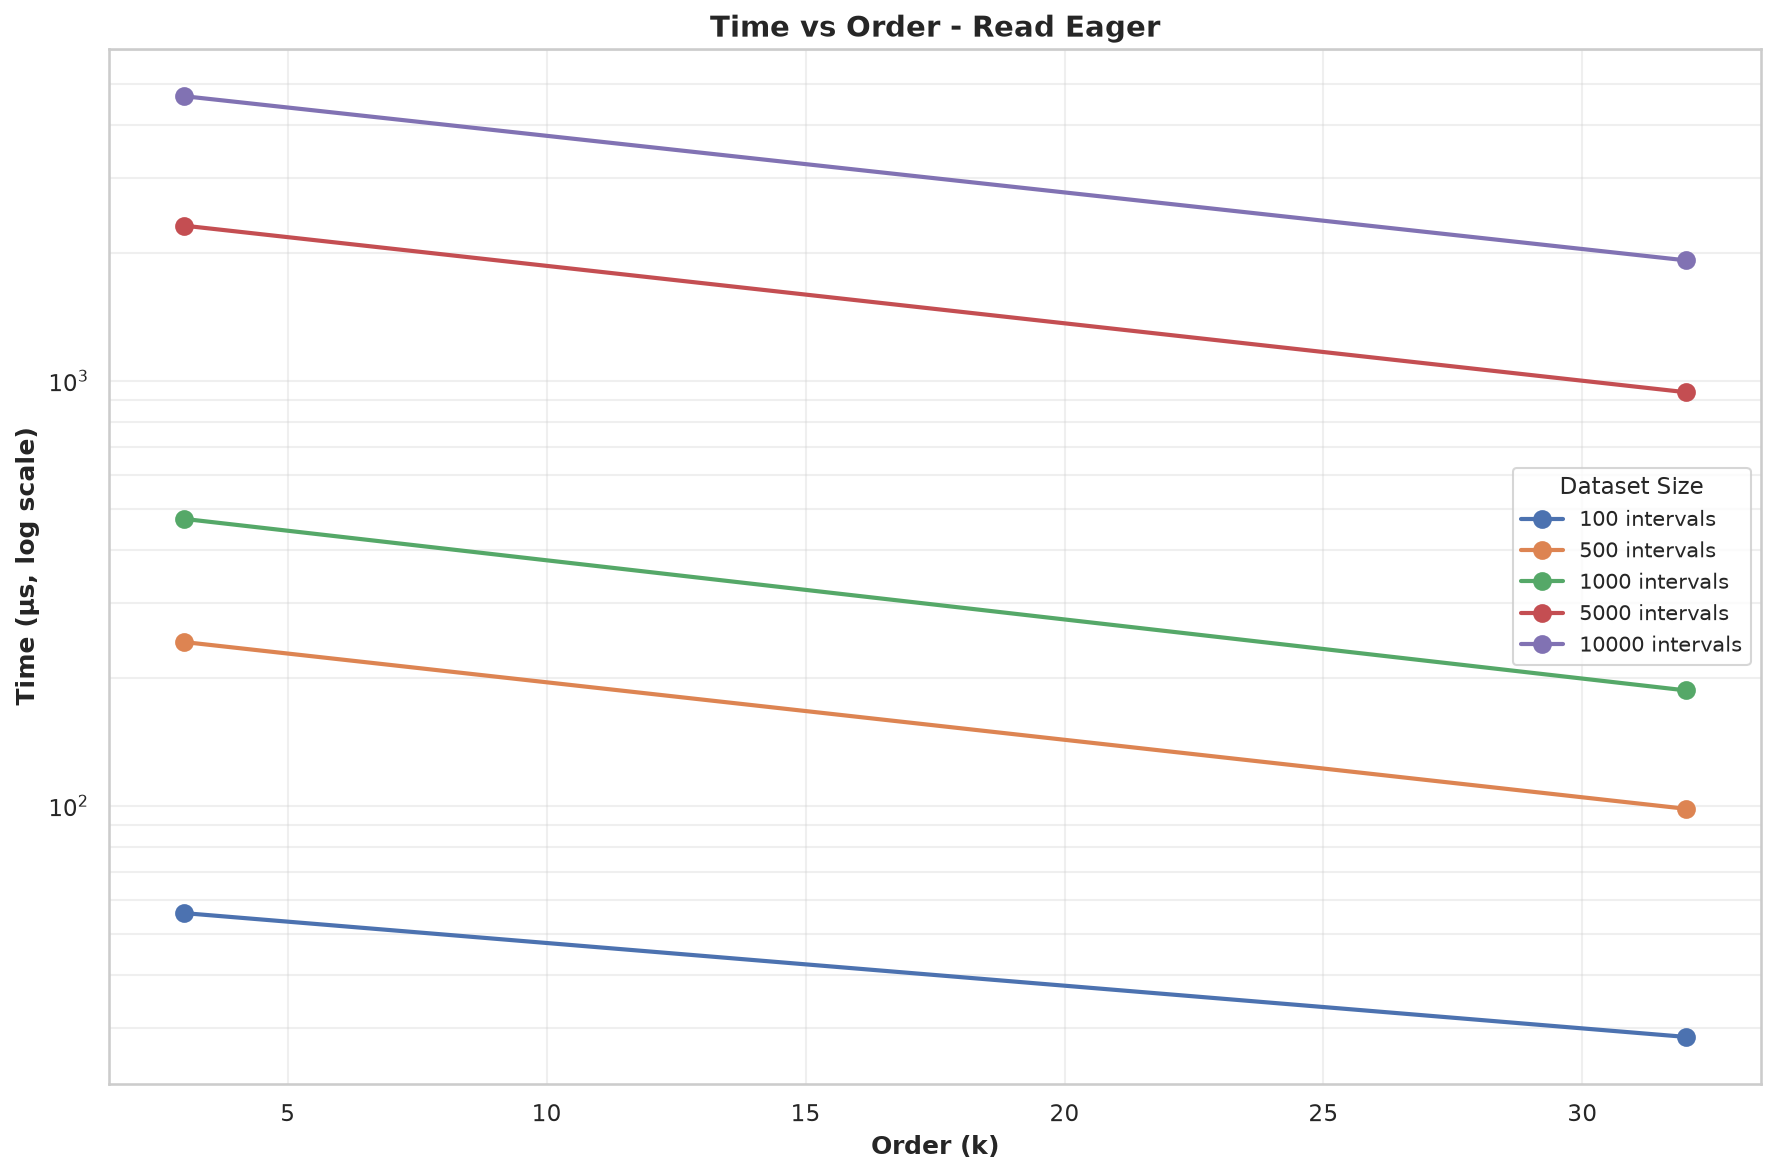 Time vs Order - Read Eager
Time (µs, log scale)
10³
10²
Dataset Size
100 intervals
500 intervals
1000 intervals
5000 intervals
10000 intervals
5 10 15 20 25 30
Order (k)